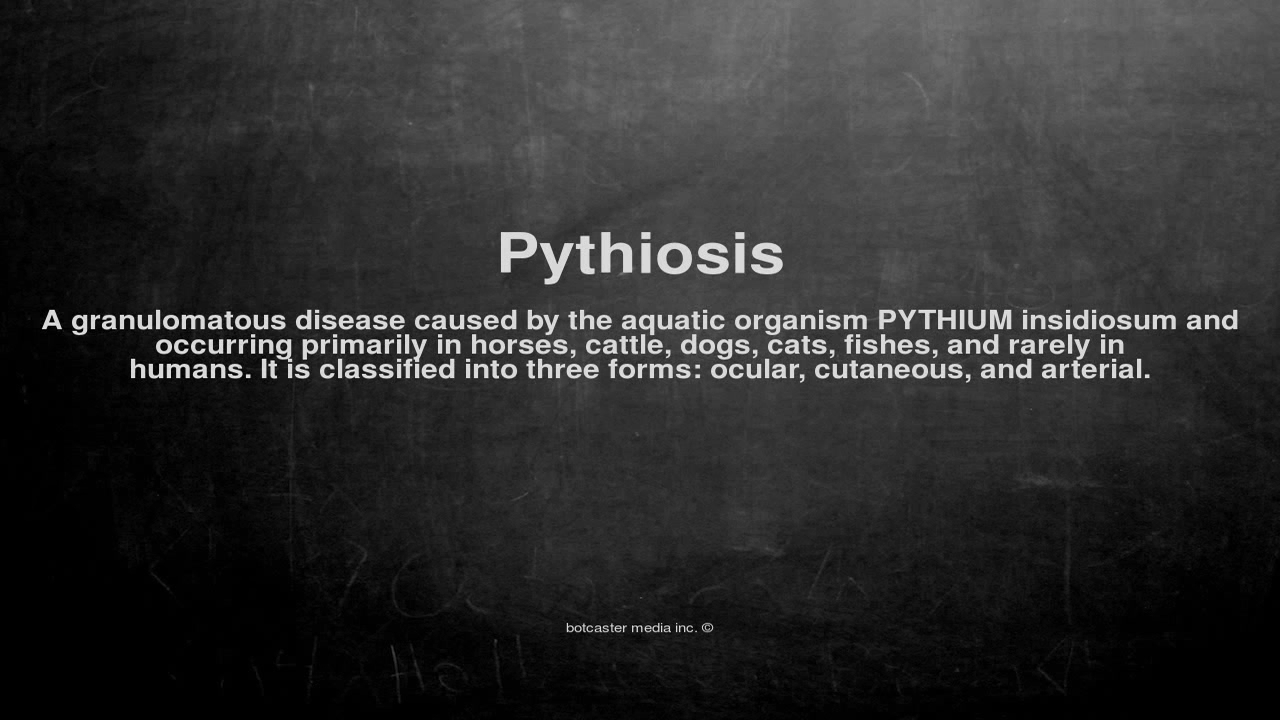 Pythiosis
A granulomatous disease caused by the aquatic organism PYTHIUM insidiosum and
occurring primarily in horses, cattle, dogs, cats, fishes, and rarely in
humans. It is classified into three forms: ocular, cutaneous, and arterial.
botcaster media inc. ©